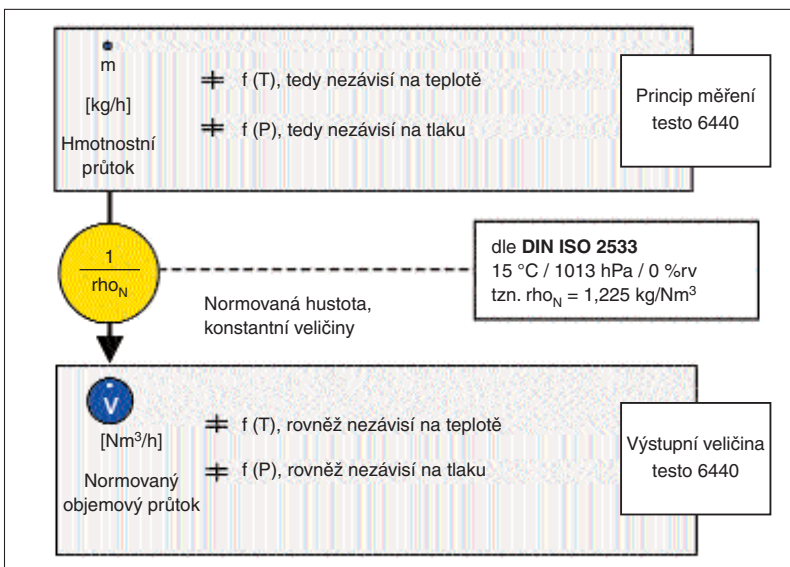 m
[kg/h]
Hmotnostní
průtok
≠ f (T), tedy nezávisí na teplotě
≠ f (P), tedy nezávisí na tlaku
Princip měření
testo 6440
1
rho_N
Normovaná hustota,
konstantní veličiny
dle DIN ISO 2533
15 °C / 1013 hPa / 0 %rv
tzn. rho_N = 1,225 kg/Nm³
V
[Nm³/h]
Normovaný
objemový průtok
≠ f (T), rovněž nezávisí na teplotě
≠ f (P), rovněž nezávisí na tlaku
Výstupní veličina
testo 6440